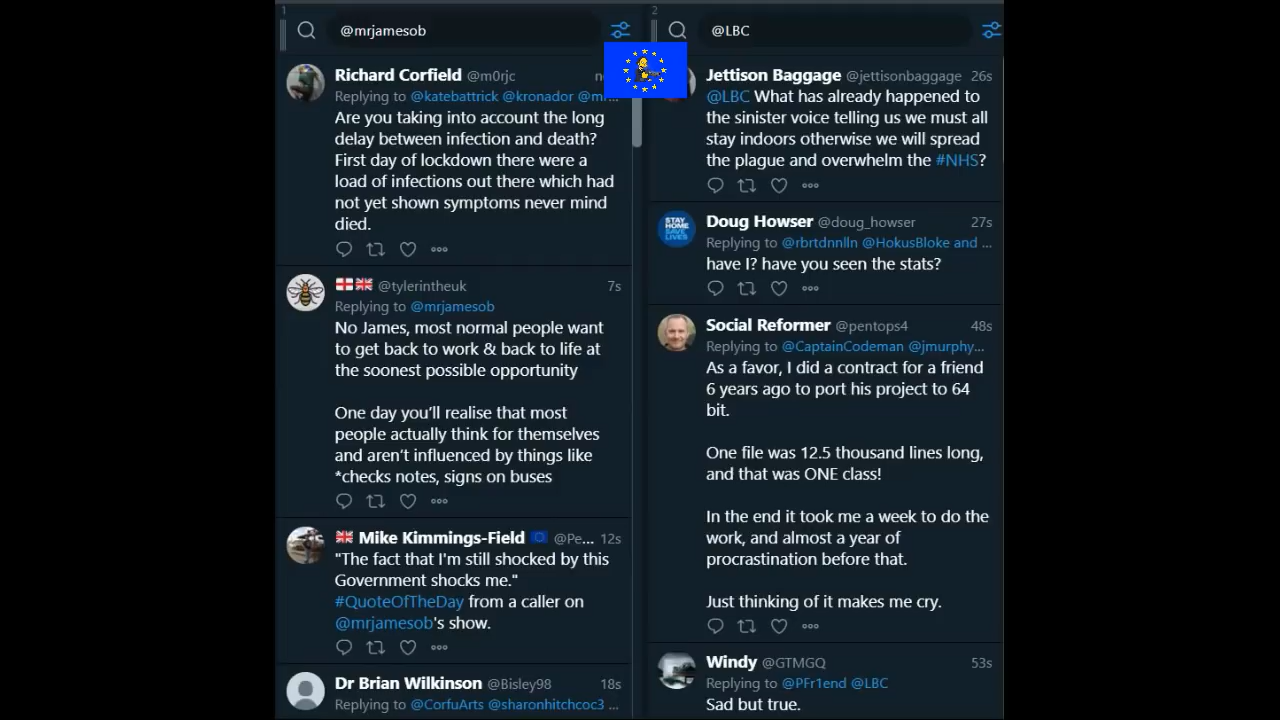 1
@mrjamesob
Richard Corfield @m0rjc
Replying to @katebattrick @kronador
Are you taking into account the long
delay between infection and death?
First day of lockdown there were a
load of infections out there which had
not yet shown symptoms never mind
died.
@tylerintheuk 7s
Replying to @mrjamesob
No James, most normal people want
to get back to work & back to life at
the soonest possible opportunity
One day you’ll realise that most
people actually think for themselves
and aren’t influenced by things like
*checks notes, signs on buses
Mike Kimmings-Field @Pe... 12s
"The fact that I'm still shocked by this
Government shocks me."
#QuoteOfTheDay from a caller on
@mrjamesob's show.
Dr Brian Wilkinson @Bisley98 18s
Replying to @CorfuArts @sharonhitchcoc3 ...
2
@LBC
Jettison Baggage @jettisonbaggage 26s
@LBC What has already happened to
the sinister voice telling us we must all
stay indoors otherwise we will spread
the plague and overwhelm the #NHS?
STAY
HOME
SAVE
LIVES
Doug Howser @doug_howser 27s
Replying to @rbrtdnnlln @HokusBloke and ...
have I? have you seen the stats?
Social Reformer @pentops4 48s
Replying to @CaptainCodeman @jmurphy...
As a favor, I did a contract for a friend
6 years ago to port his project to 64
bit.
One file was 12.5 thousand lines long,
and that was ONE class!
In the end it took me a week to do the
work, and almost a year of
procrastination before that.
Just thinking of it makes me cry.
Windy @GTMGQ 53s
Replying to @PFr1end @LBC
Sad but true.